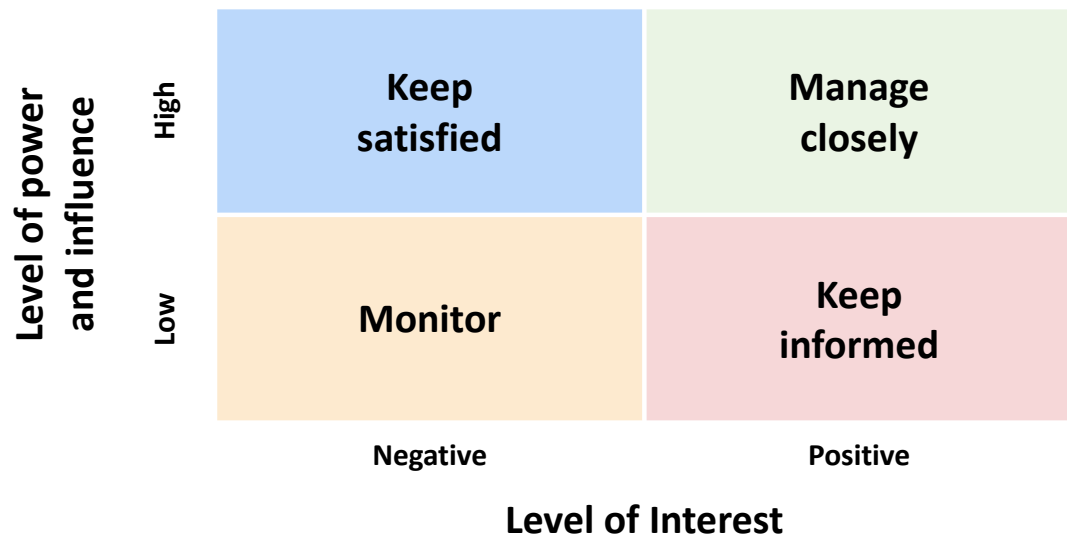 Level of power
and influence
High
Keep
satisfied
Manage
closely
Low
Monitor
Keep
informed
Negative
Positive
Level of Interest